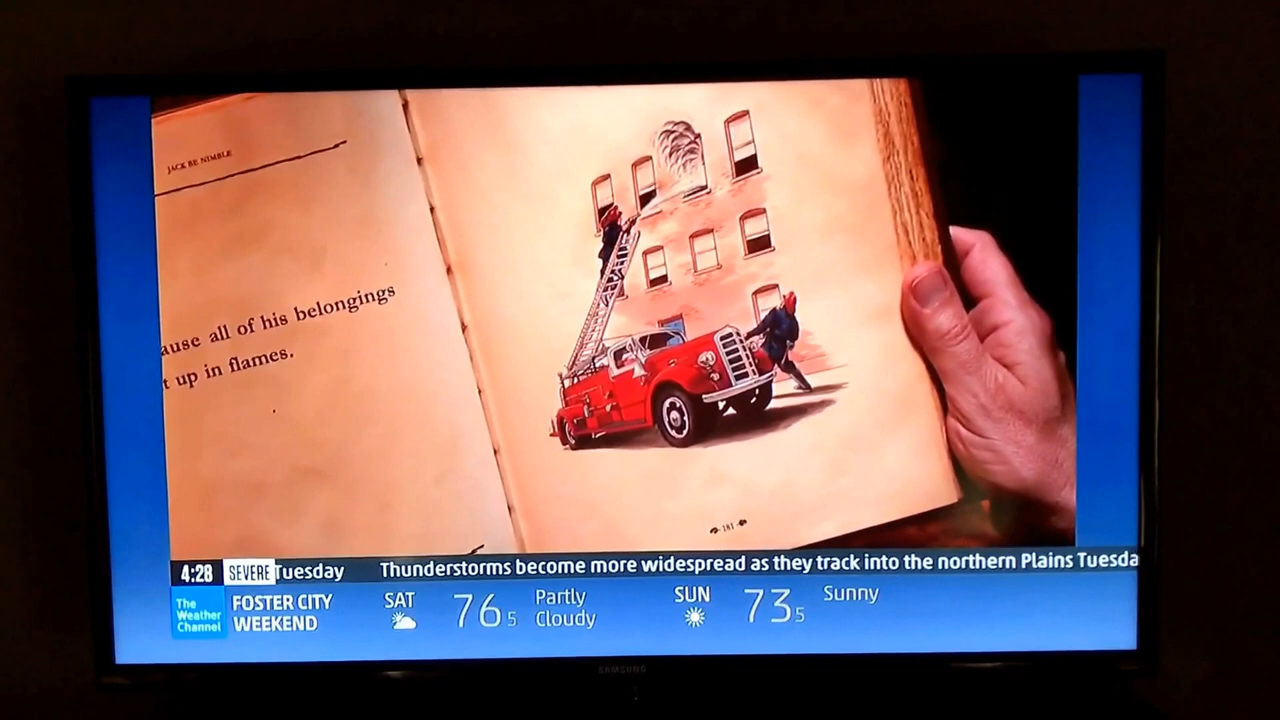 JACK BE NIMBLE
ause all of his belongings
t up in flames.
181
4:28 SEVERE Tuesday Thunderstorms become more widespread as they track into the northern Plains Tuesda
The
Weather
Channel
FOSTER CITY
WEEKEND
SAT
76 5
Partly
Cloudy
SUN
73 5
Sunny
SAMSUNG